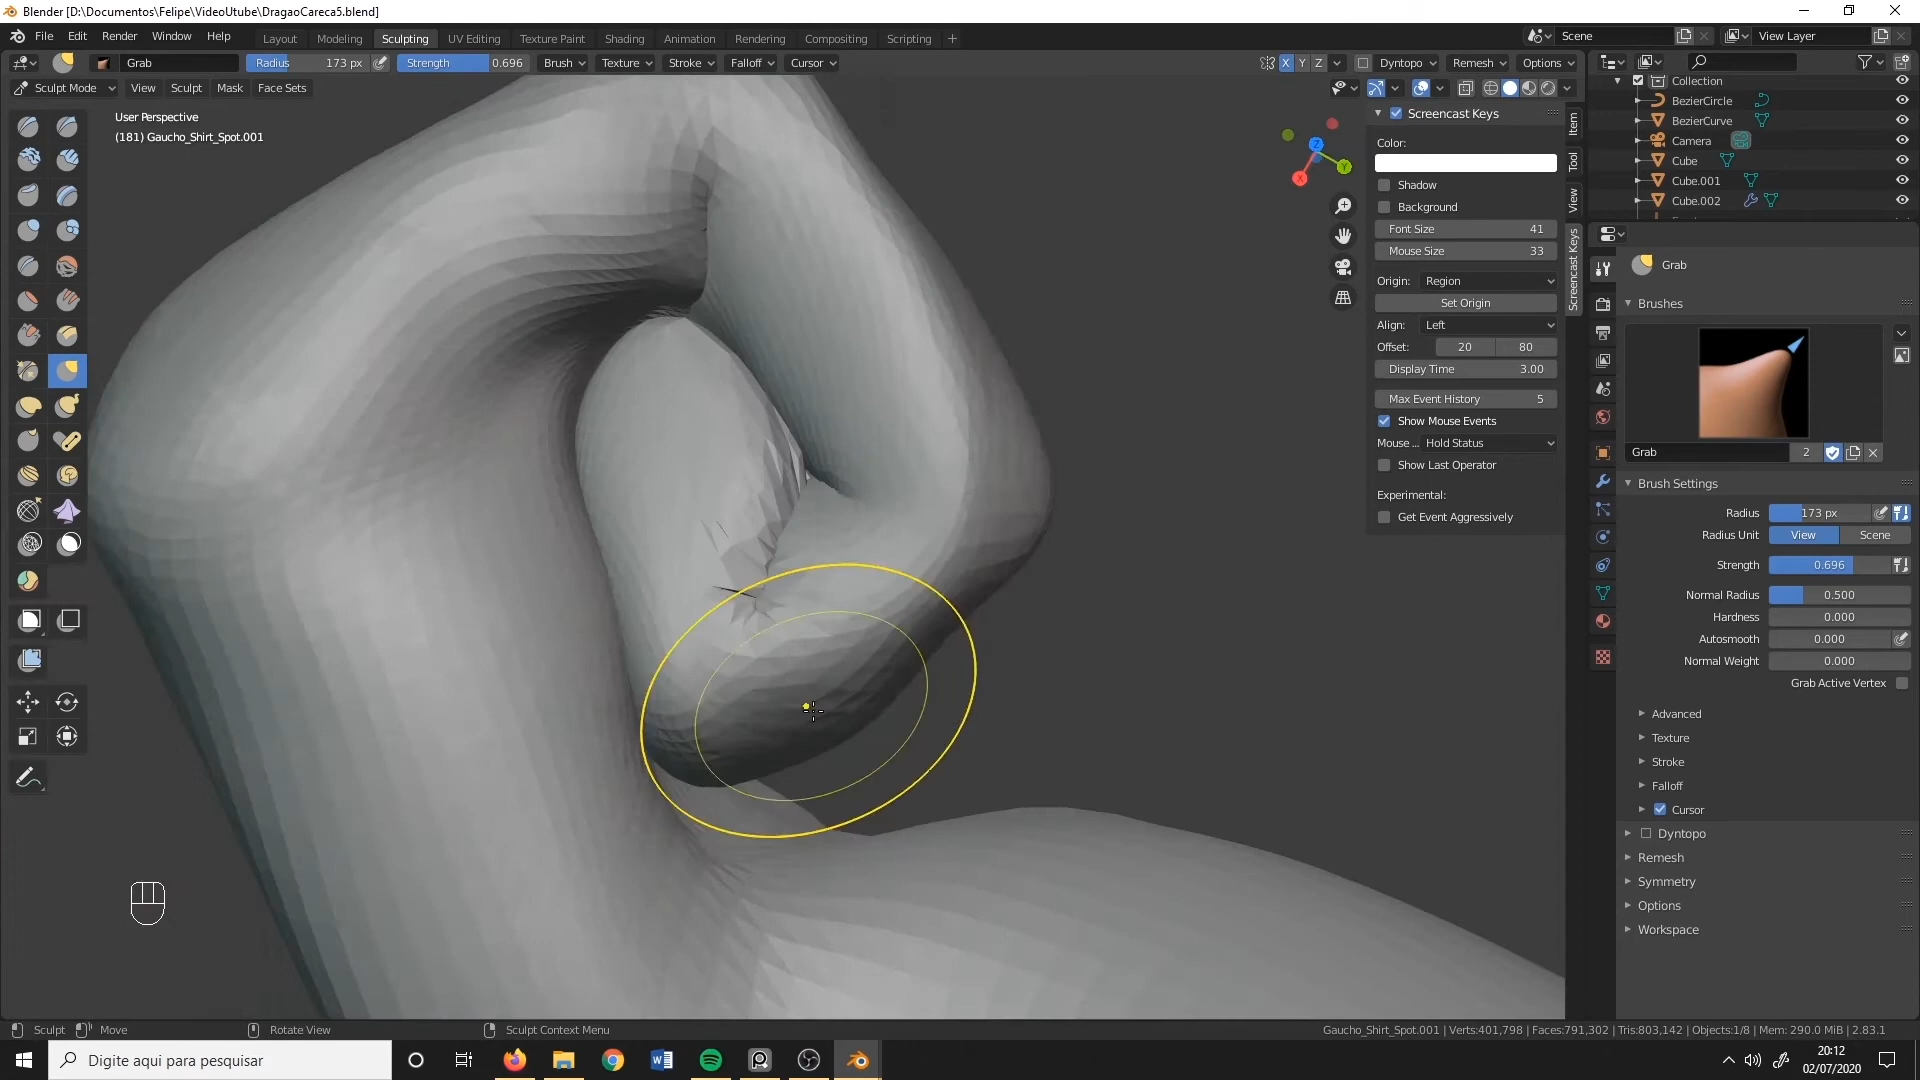 Blender [D:\Documentos\Felipe\VideoUtube\DragaoCareca5.blend]
File Edit Render Window Help Layout Modeling Sculpting UV Editing Texture Paint Shading Animation Rendering Compositing Scripting + Scene View Layer
Grab Radius 173 px Strength 0.696 Brush Texture Stroke Falloff Cursor X Y Z Dyntopo Remesh Options
Sculpt Mode View Sculpt Mask Face Sets
User Perspective
(181) Gaucho_Shirt_Spot.001
Screencast Keys
Color:
Shadow
Background
Font Size 41
Mouse Size 33
Origin: Region
Set Origin
Align: Left
Offset: 20 80
Display Time 3.00
Max Event History 5
Show Mouse Events
Mouse ... Hold Status
Show Last Operator
Experimental:
Get Event Aggressively
Item
Tool
View
Screencast Keys
Z
Y
X
Collection
BezierCircle
BezierCurve
Camera
Cube
Cube.001
Cube.002
Grab
Brushes
Grab 2
Brush Settings
Radius 173 px
Radius Unit View Scene
Strength 0.696
Normal Radius 0.500
Hardness 0.000
Autosmooth 0.000
Normal Weight 0.000
Grab Active Vertex
Advanced
Texture
Stroke
Falloff
Cursor
Dyntopo
Remesh
Symmetry
Options
Workspace
Sculpt Move Rotate View Sculpt Context Menu Gaucho_Shirt_Spot.001 | Verts:401,798 | Faces:791,302 | Tris:803,142 | Objects:1/8 | Mem: 290.0 MiB | 2.83.1
Digite aqui para pesquisar
20:12
02/07/2020